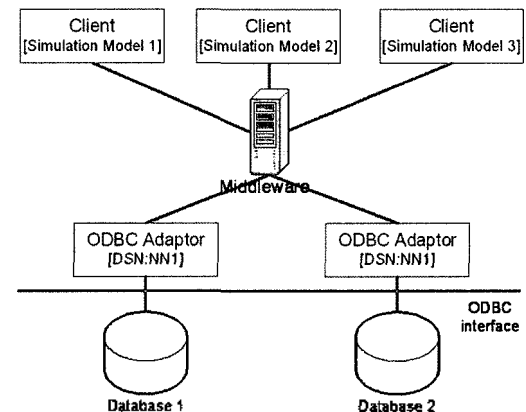 Client
[Simulation Model 1]
Client
[Simulation Model 2]
Client
[Simulation Model 3]
Middleware
ODBC Adaptor
[DSN:NN1]
ODBC Adaptor
[DSN:NN1]
ODBC
interface
Database 1
Database 2